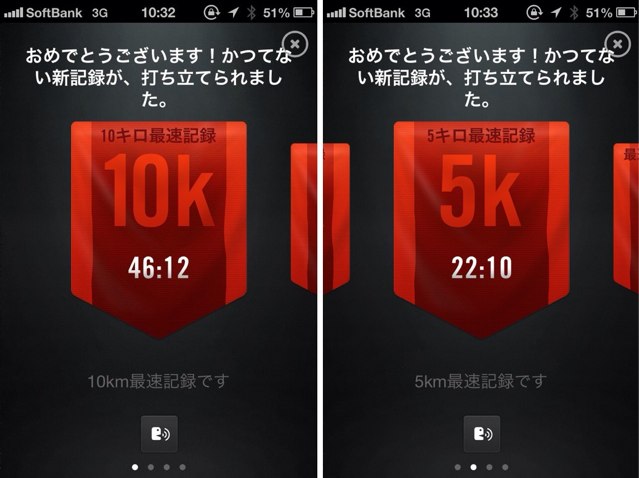 SoftBank 3G 10:32 51%
おめでとうございます！かつてな
い新記録が、打ち立てられまし
た。
10キロ最速記録
10k
46:12
10km最速記録です
SoftBank 3G 10:33 52%
おめでとうございます！かつてな
い新記録が、打ち立てられまし
た。
5キロ最速記録
5k
22:10
5km最速記録です
最